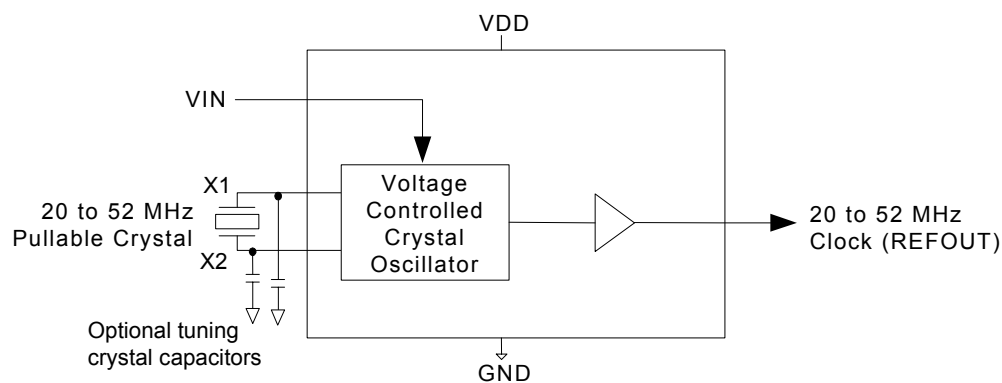 VDD
VIN
X1
20 to 52 MHz
Pullable Crystal
X2
Optional tuning
crystal capacitors
Voltage
Controlled
Crystal
Oscillator
20 to 52 MHz
Clock (REFOUT)
GND